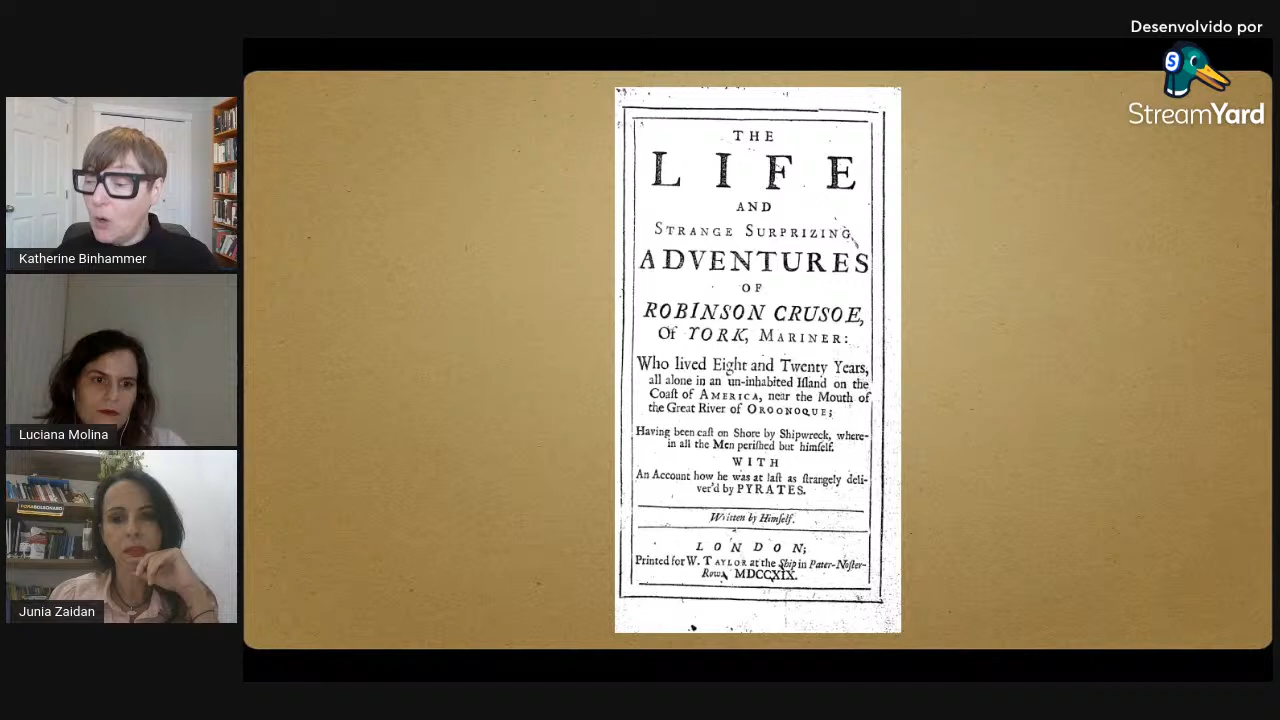 Desenvolvido por
StreamYard
Katherine Binhammer
Luciana Molina
FORABOLSONARO
Junia Zaidan
THE
LIFE
AND
STRANGE SURPRIZING
ADVENTURES
OF
ROBINSON CRUSOE,
Of YORK, MARINER:
Who lived Eight and Twenty Years,
all alone in an un-inhabited Iſland on the
Coaſt of AMERICA, near the Mouth of
the Great River of OROONOQUE;
Having been caſt on Shore by Shipwreck, where-
in all the Men periſhed but himſelf.
WITH
An Account how he was at laſt as ſtrangely deli-
ver'd by PYRATES.
Written by Himſelf.
LONDON;
Printed for W. TAYLOR at the Ship in Pater-Noſter-
Row. MDCCXIX.